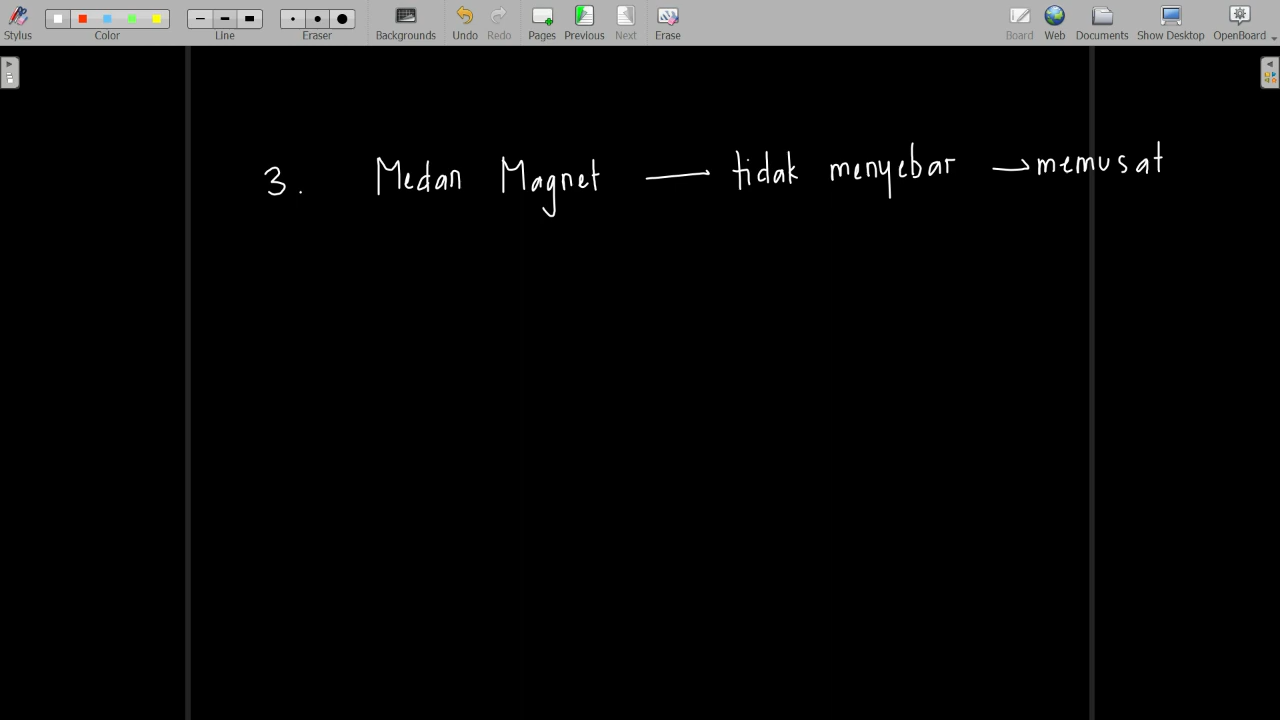 Stylus Color Line Eraser Backgrounds Undo Redo Pages Previous Next Erase Board Web Documents Show Desktop OpenBoard
3. Medan Magnet — tidak menyebar → memusat